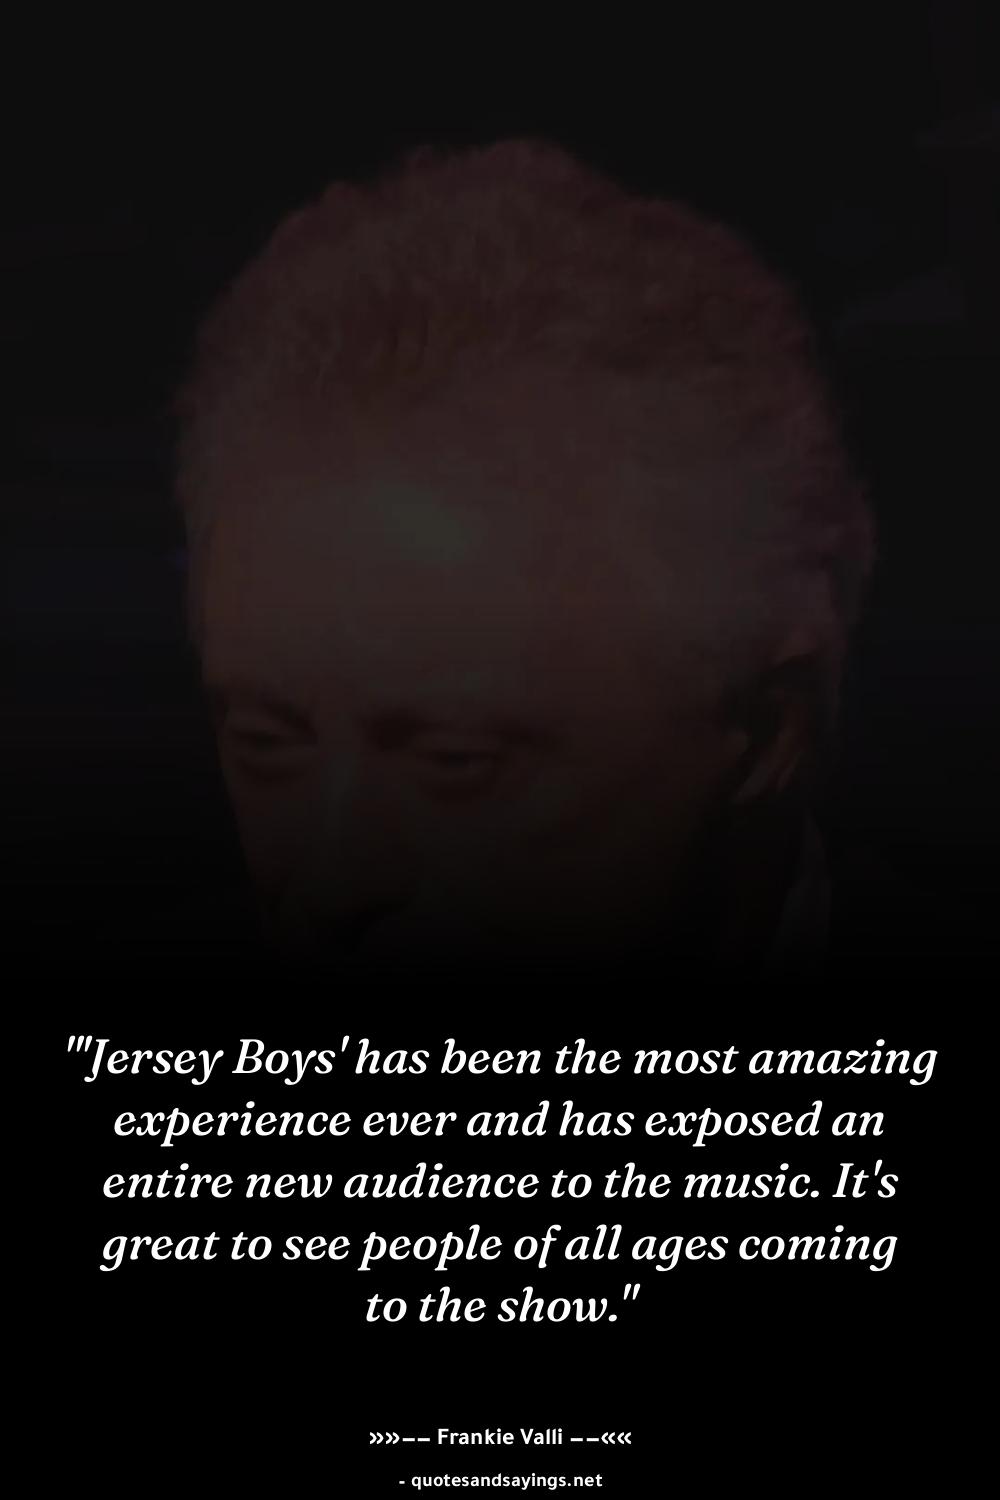 "'Jersey Boys' has been the most amazing
experience ever and has exposed an
entire new audience to the music. It's
great to see people of all ages coming
to the show."
»»−− Frankie Valli −−««
- quotesandsayings.net